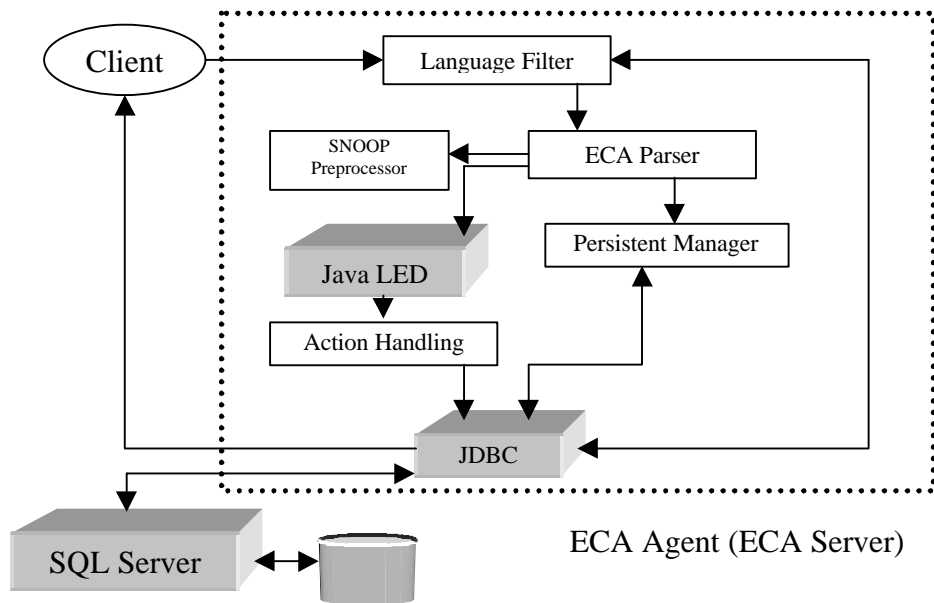 Client
Language Filter
SNOOP
Preprocessor
ECA Parser
Persistent Manager
Java LED
Action Handling
JDBC
SQL Server
ECA Agent (ECA Server)